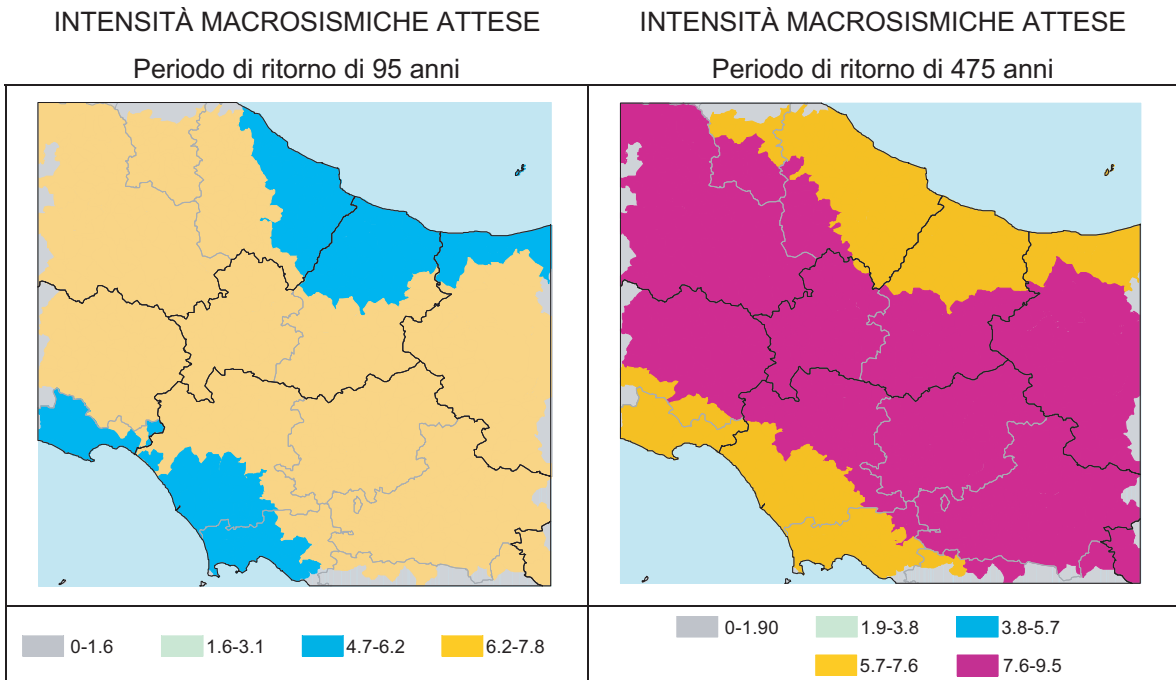 INTENSITÀ MACROSISMICHE ATTESE
Periodo di ritorno di 95 anni
INTENSITÀ MACROSISMICHE ATTESE
Periodo di ritorno di 475 anni
0-1.6
1.6-3.1
4.7-6.2
6.2-7.8
0-1.90
1.9-3.8
3.8-5.7
5.7-7.6
7.6-9.5